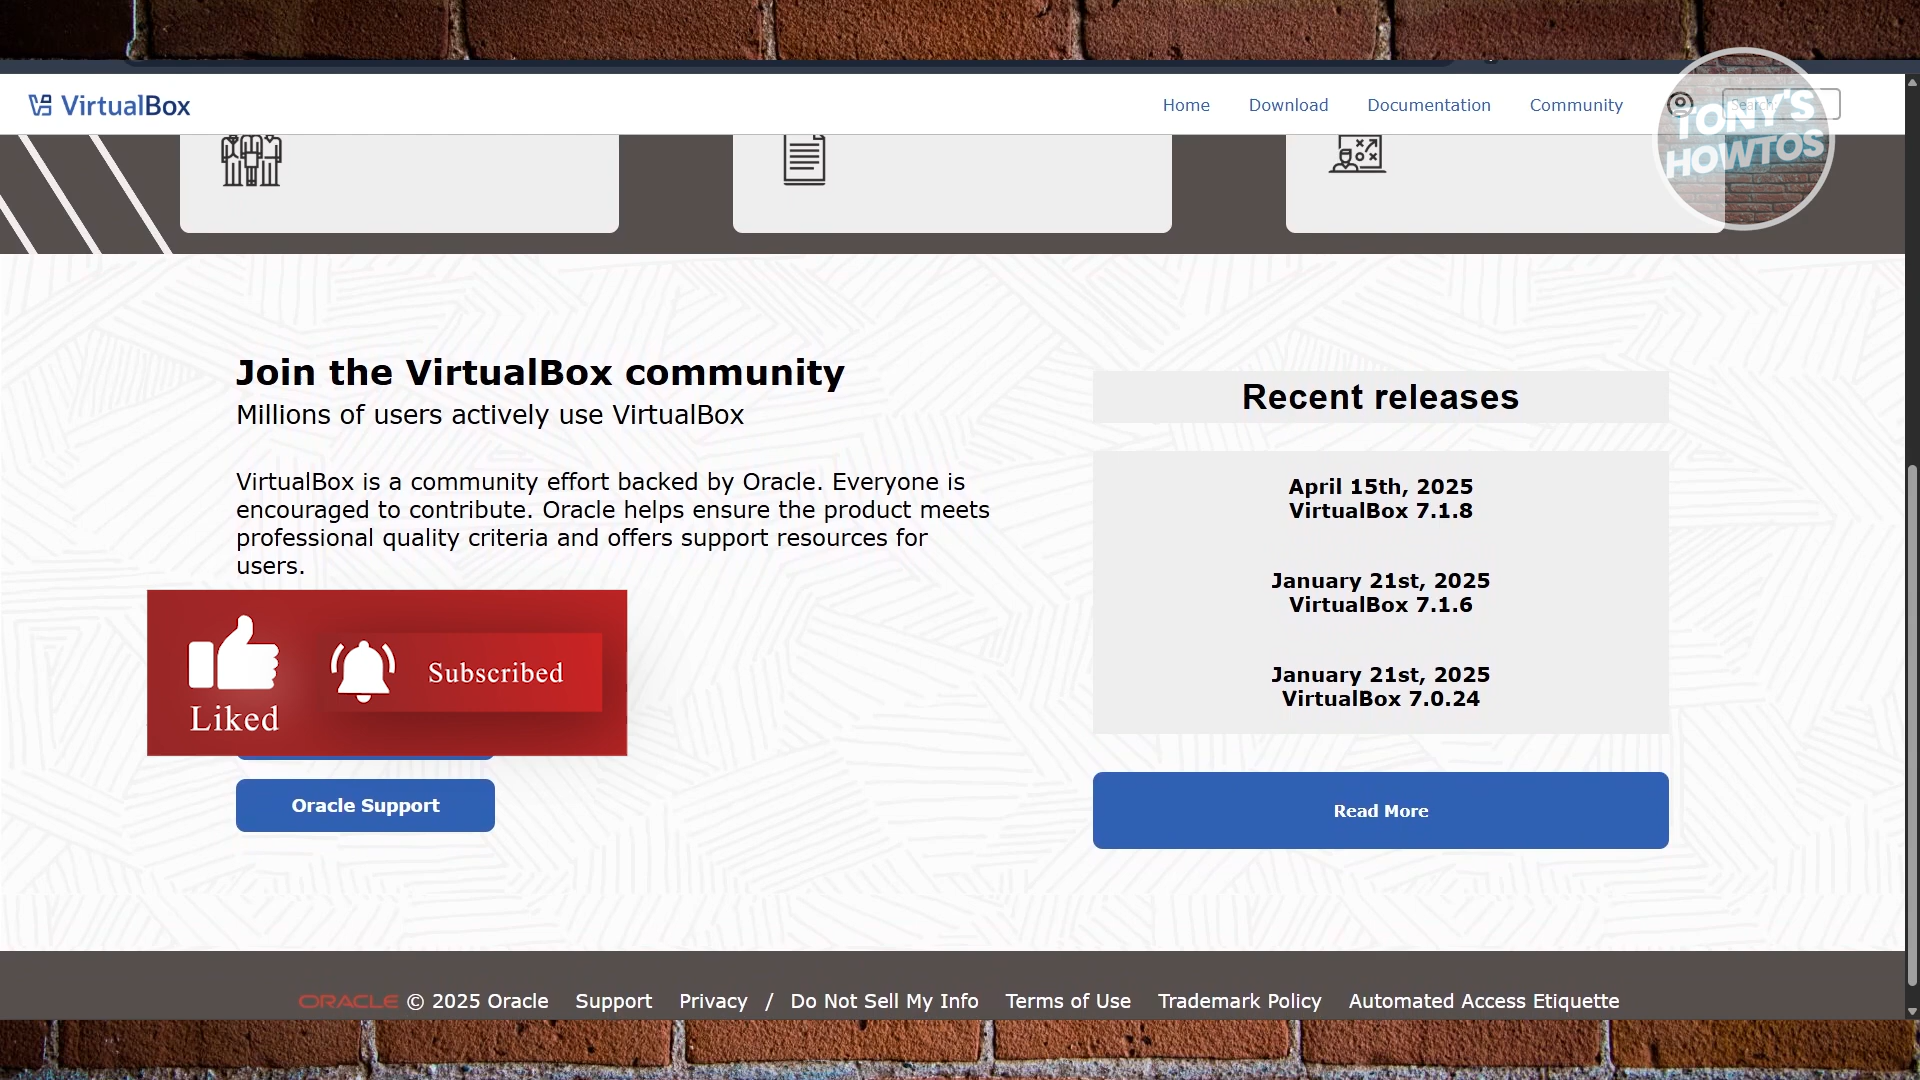 VirtualBox
Home
Download
Documentation
Community
Search:
TONY'S
HOWTOS
Join the VirtualBox community
Millions of users actively use VirtualBox
VirtualBox is a community effort backed by Oracle. Everyone is
encouraged to contribute. Oracle helps ensure the product meets
professional quality criteria and offers support resources for
users.
Liked
Subscribed
Oracle Support
Recent releases
April 15th, 2025
VirtualBox 7.1.8
January 21st, 2025
VirtualBox 7.1.6
January 21st, 2025
VirtualBox 7.0.24
Read More
ORACLE © 2025 Oracle Support Privacy / Do Not Sell My Info Terms of Use Trademark Policy Automated Access Etiquette